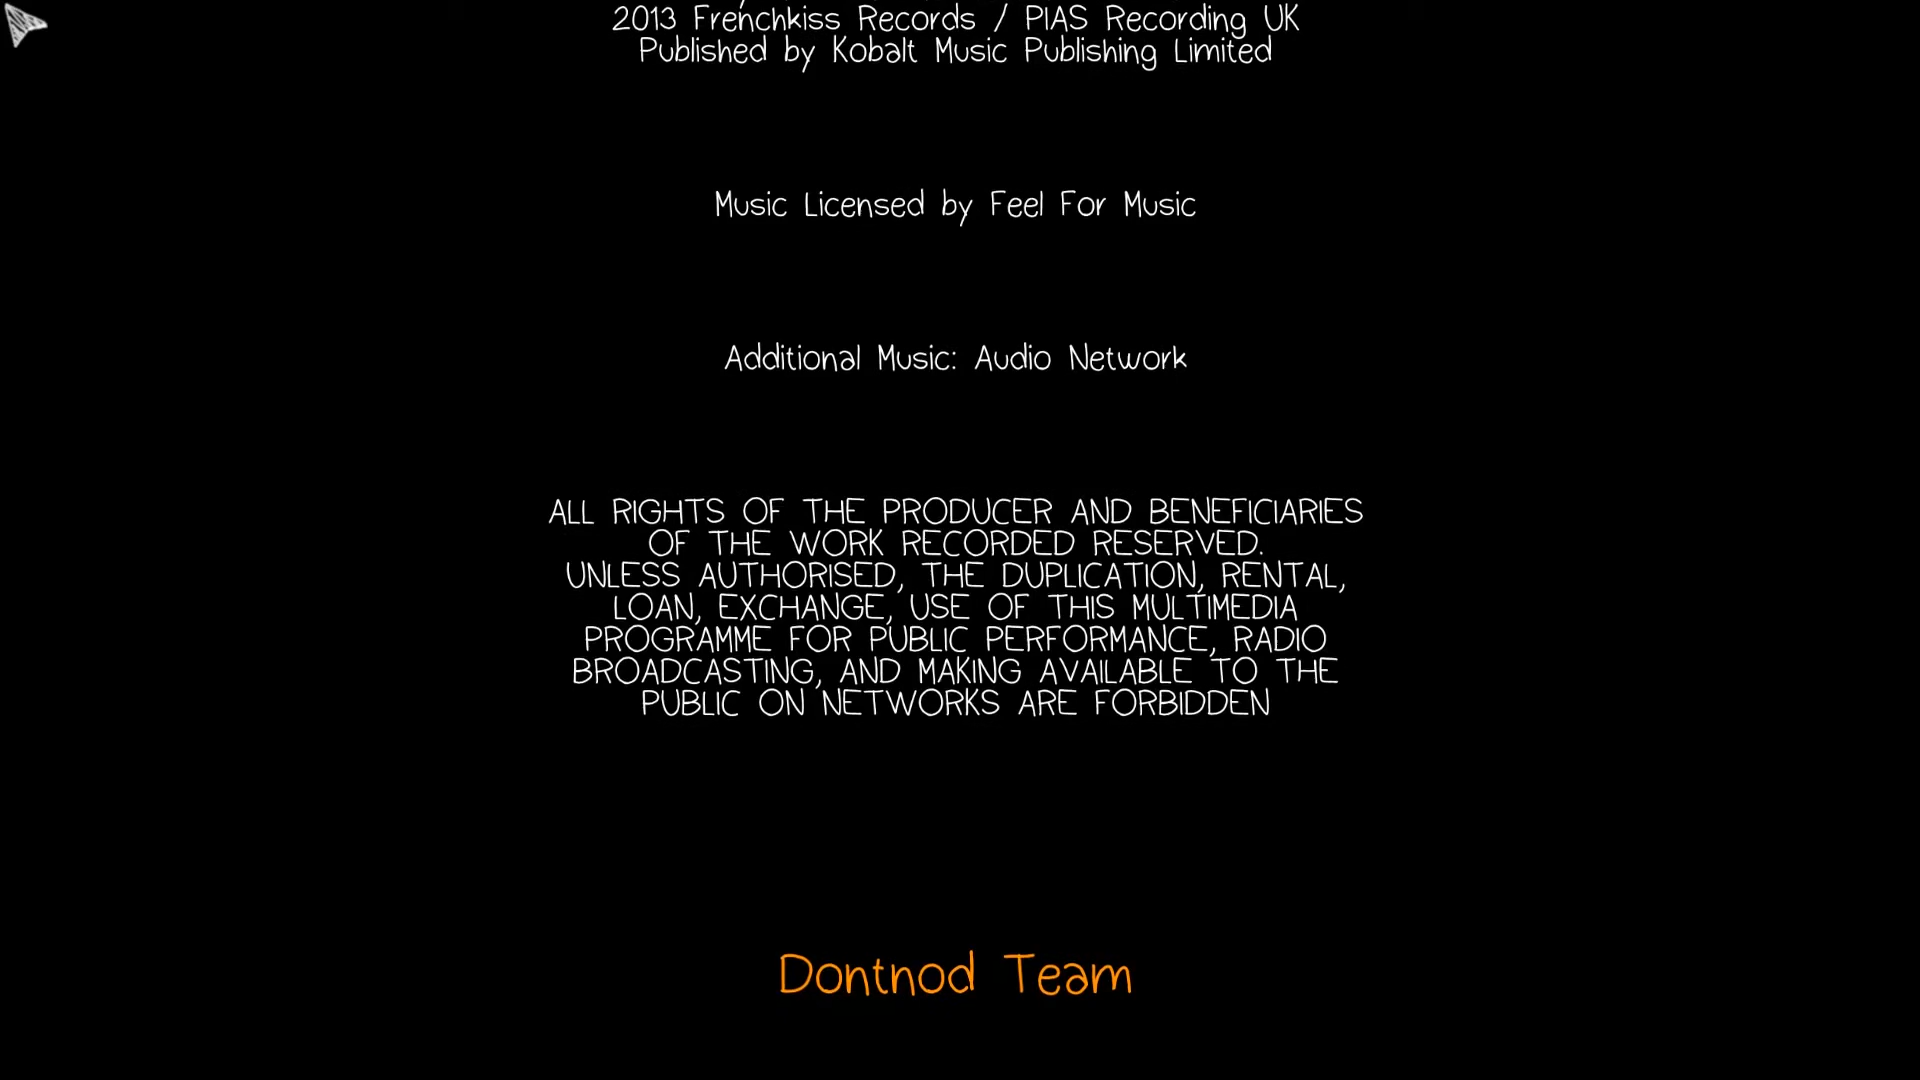 2013 Frenchkiss Records / PIAS Recording UK
Published by Kobalt Music Publishing Limited
Music Licensed by Feel For Music
Additional Music: Audio Network
ALL RIGHTS OF THE PRODUCER AND BENEFICIARIES
OF THE WORK RECORDED RESERVED.
UNLESS AUTHORISED, THE DUPLICATION, RENTAL,
LOAN, EXCHANGE, USE OF THIS MULTIMEDIA
PROGRAMME FOR PUBLIC PERFORMANCE, RADIO
BROADCASTING, AND MAKING AVAILABLE TO THE
PUBLIC ON NETWORKS ARE FORBIDDEN
Dontnod Team